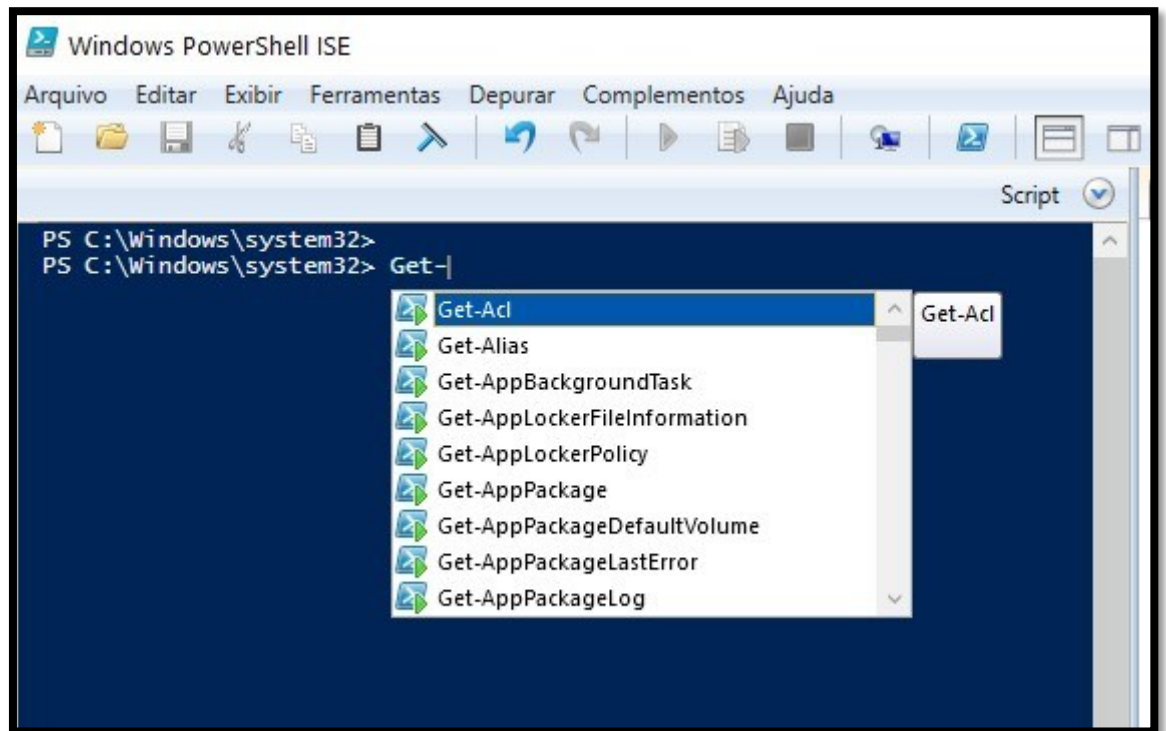 Windows PowerShell ISE
Arquivo Editar Exibir Ferramentas Depurar Complementos Ajuda
Script
PS C:\Windows\system32>
PS C:\Windows\system32> Get-
Get-Acl
Get-Acl
Get-Alias
Get-AppBackgroundTask
Get-AppLockerFileInformation
Get-AppLockerPolicy
Get-AppPackage
Get-AppPackageDefaultVolume
Get-AppPackageLastError
Get-AppPackageLog